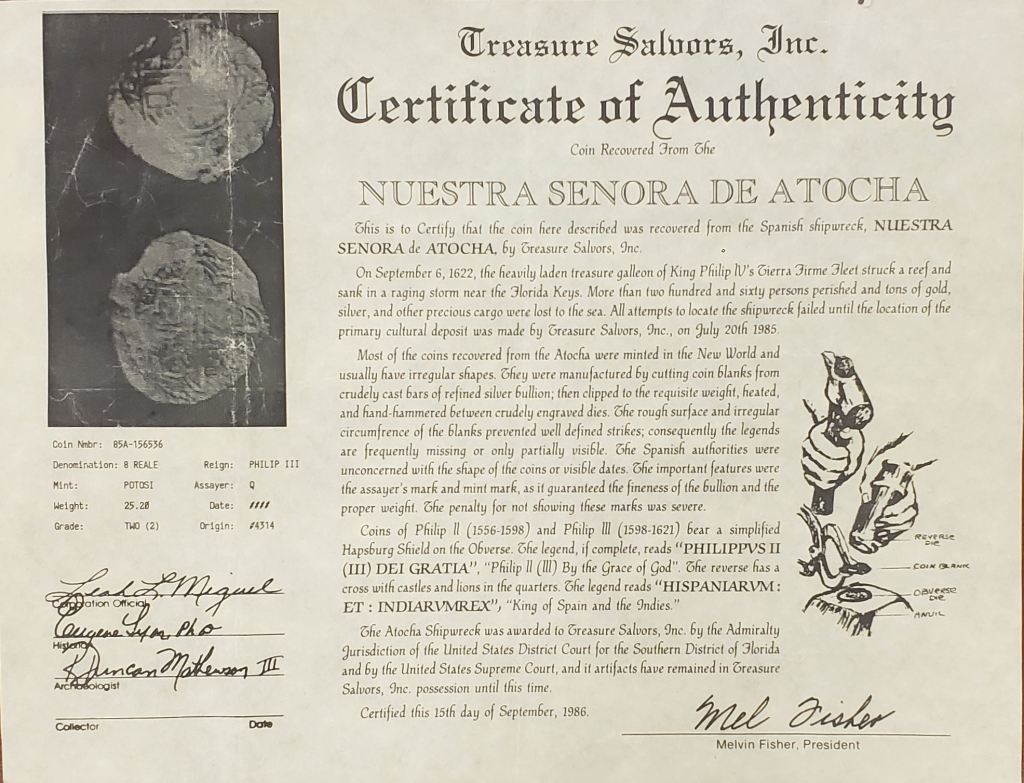 Treasure Salvors, Inc.
Certificate of Authenticity
Coin Recovered From The
NUESTRA SENORA DE ATOCHA
This is to Certify that the coin here described was recovered from the Spanish shipwreck, NUESTRA
SENORA de ATOCHA, by Treasure Salvors, Inc.
On September 6, 1622, the heavily laden treasure galleon of King Philip IV's Tierra Firme Fleet struck a reef and
sank in a raging storm near the Florida Keys. More than two hundred and sixty persons perished and tons of gold,
silver, and other precious cargo were lost to the sea. All attempts to locate the shipwreck failed until the location of the
primary cultural deposit was made by Treasure Salvors, Inc., on July 20th 1985.
Most of the coins recovered from the Atocha were minted in the New World and
usually have irregular shapes. They were manufactured by cutting coin blanks from
crudely cast bars of refined silver bullion; then clipped to the requisite weight, heated,
and hand-hammered between crudely engraved dies. The rough surface and irregular
circumfrence of the blanks prevented well defined strikes; consequently the legends
are frequently missing or only partially visible. The Spanish authorities were
unconcerned with the shape of the coins or visible dates. The important features were
the assayer's mark and mint mark, as it guaranteed the fineness of the bullion and the
proper weight. The penalty for not showing these marks was severe.
Coins of Philip ll (1556-1598) and Philip lll (1598-1621) bear a simplified
Hapsburg Shield on the Obverse. The legend, if complete, reads "PHILIPPVS II
(III) DEI GRATIA", "Philip ll (lll) By the Grace of God". The reverse has a
cross with castles and lions in the quarters. The legend reads "HISPANIARVM :
ET : INDIARVMREX", "King of Spain and the Indies."
The Atocha Shipwreck was awarded to Treasure Salvors, Inc. by the Admiralty
Jurisdiction of the United States District Court for the Southern District of Florida
and by the United States Supreme Court, and it artifacts have remained in Treasure
Salvors, Inc. possession until this time.
Certified this 15th day of September, 1986.
REVERSE
DIE
COIN BLANK
OBVERSE
DIE
ANVIL
Mel Fisher
Melvin Fisher, President
Coin Nmbr: 85A-156536
Denomination: 8 REALE Reign: PHILIP III
Mint: POTOSI Assayer: Q
Weight: 25.20 Date: ////
Grade: TWO (2) Origin: #4314
Leah L. Miguel
Corporation Official
Eugene Lyon PhD
Historian
R Duncan Mathewson III
Archaeologist
Collector Date